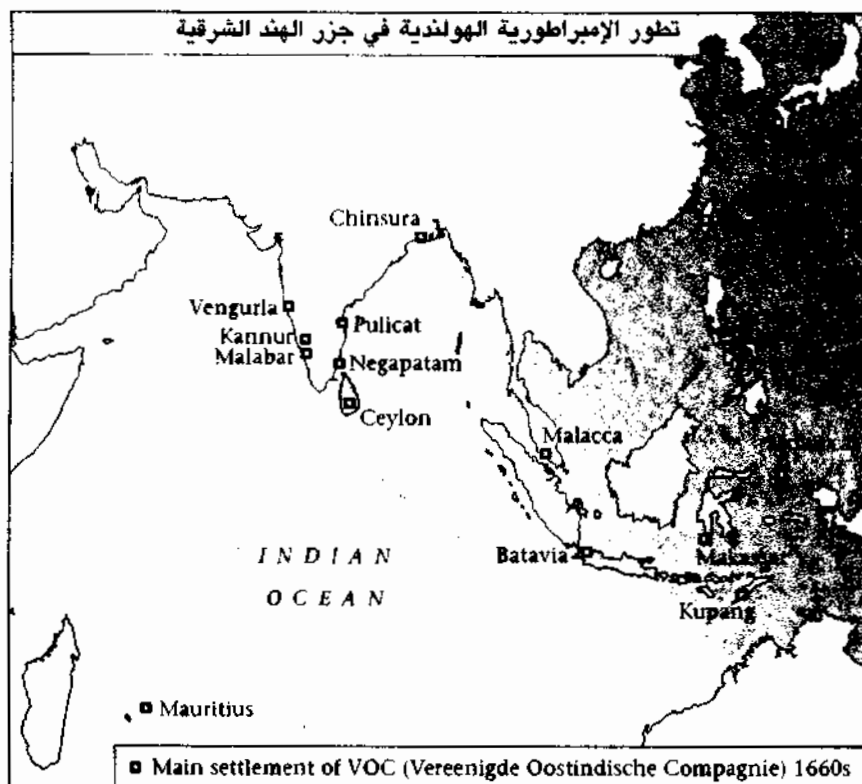 تطور الإمبراطورية الهولندية في جزر الهند الشرقية
Chinsura
Vengurla
Pulicat
Kannur
Malabar
Negapatam
Ceylon
Malacca
INDIAN
OCEAN
Batavia
Makassar
Kupang
Mauritius
Main settlement of VOC (Vereenigde Oostindische Compagnie) 1660s